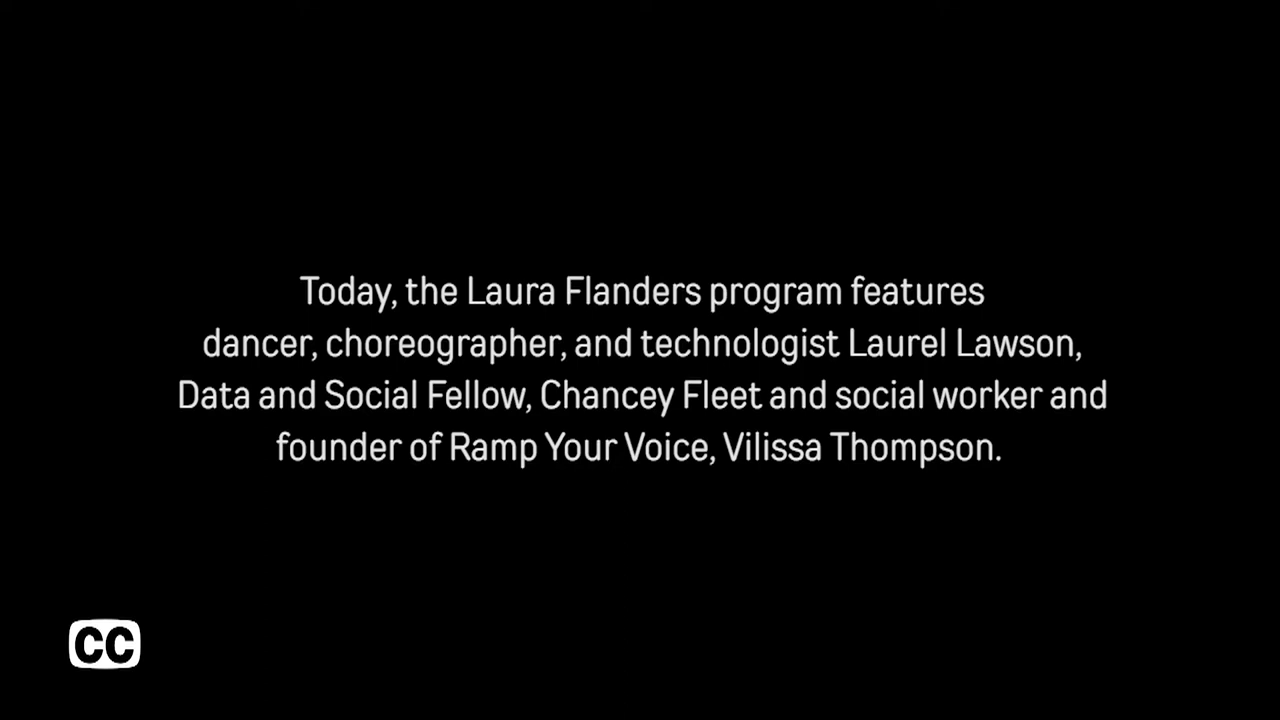 Today, the Laura Flanders program features
dancer, choreographer, and technologist Laurel Lawson,
Data and Social Fellow, Chancey Fleet and social worker and
founder of Ramp Your Voice, Vilissa Thompson.
CC